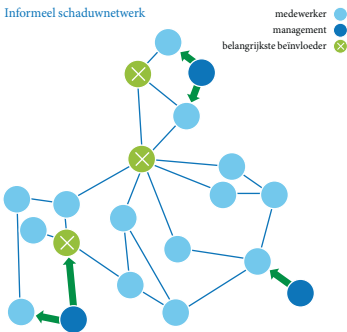 Informeel schaduwnetwerk
medewerker
management
belangrijkste beïnvloeder